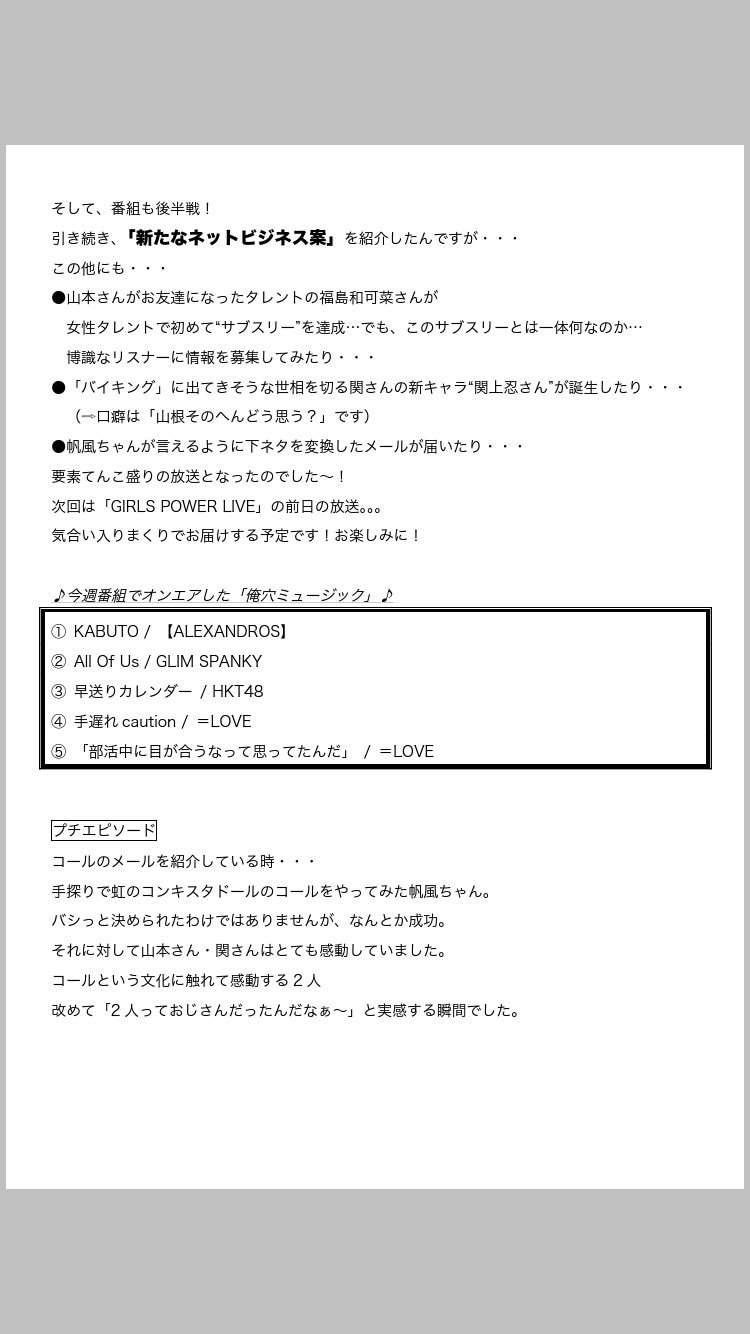 そして、番組も後半戦！
引き続き、「新たなネットビジネス案」を紹介したんですが・・・
この他にも・・・
●山本さんがお友達になったタレントの福島和可菜さんが
女性タレントで初めて“サブスリー”を達成…でも、このサブスリーとは一体何なのか…
博識なリスナーに情報を募集してみたり・・・
●「バイキング」に出てきそうな世相を切る関さんの新キャラ“関上忍さん”が誕生したり・・・
（⇨口癖は「山根そのへんどう思う？」です）
●帆風ちゃんが言えるように下ネタを変換したメールが届いたり・・・
要素てんこ盛りの放送となったのでした〜！
次回は「GIRLS POWER LIVE」の前日の放送。。。
気合い入りまくりでお届けする予定です！お楽しみに！
♪今週番組でオンエアした「俺穴ミュージック」♪
① KABUTO / 【ALEXANDROS】
② All Of Us / GLIM SPANKY
③ 早送りカレンダー / HKT48
④ 手遅れ caution / ＝LOVE
⑤ 「部活中に目が合うなって思ってたんだ」 / ＝LOVE
プチエピソード
コールのメールを紹介している時・・・
手探りで虹のコンキスタドールのコールをやってみた帆風ちゃん。
バシっと決められたわけではありませんが、なんとか成功。
それに対して山本さん・関さんはとても感動していました。
コールという文化に触れて感動する２人
改めて「2 人っておじさんだったんだなぁ〜」と実感する瞬間でした。